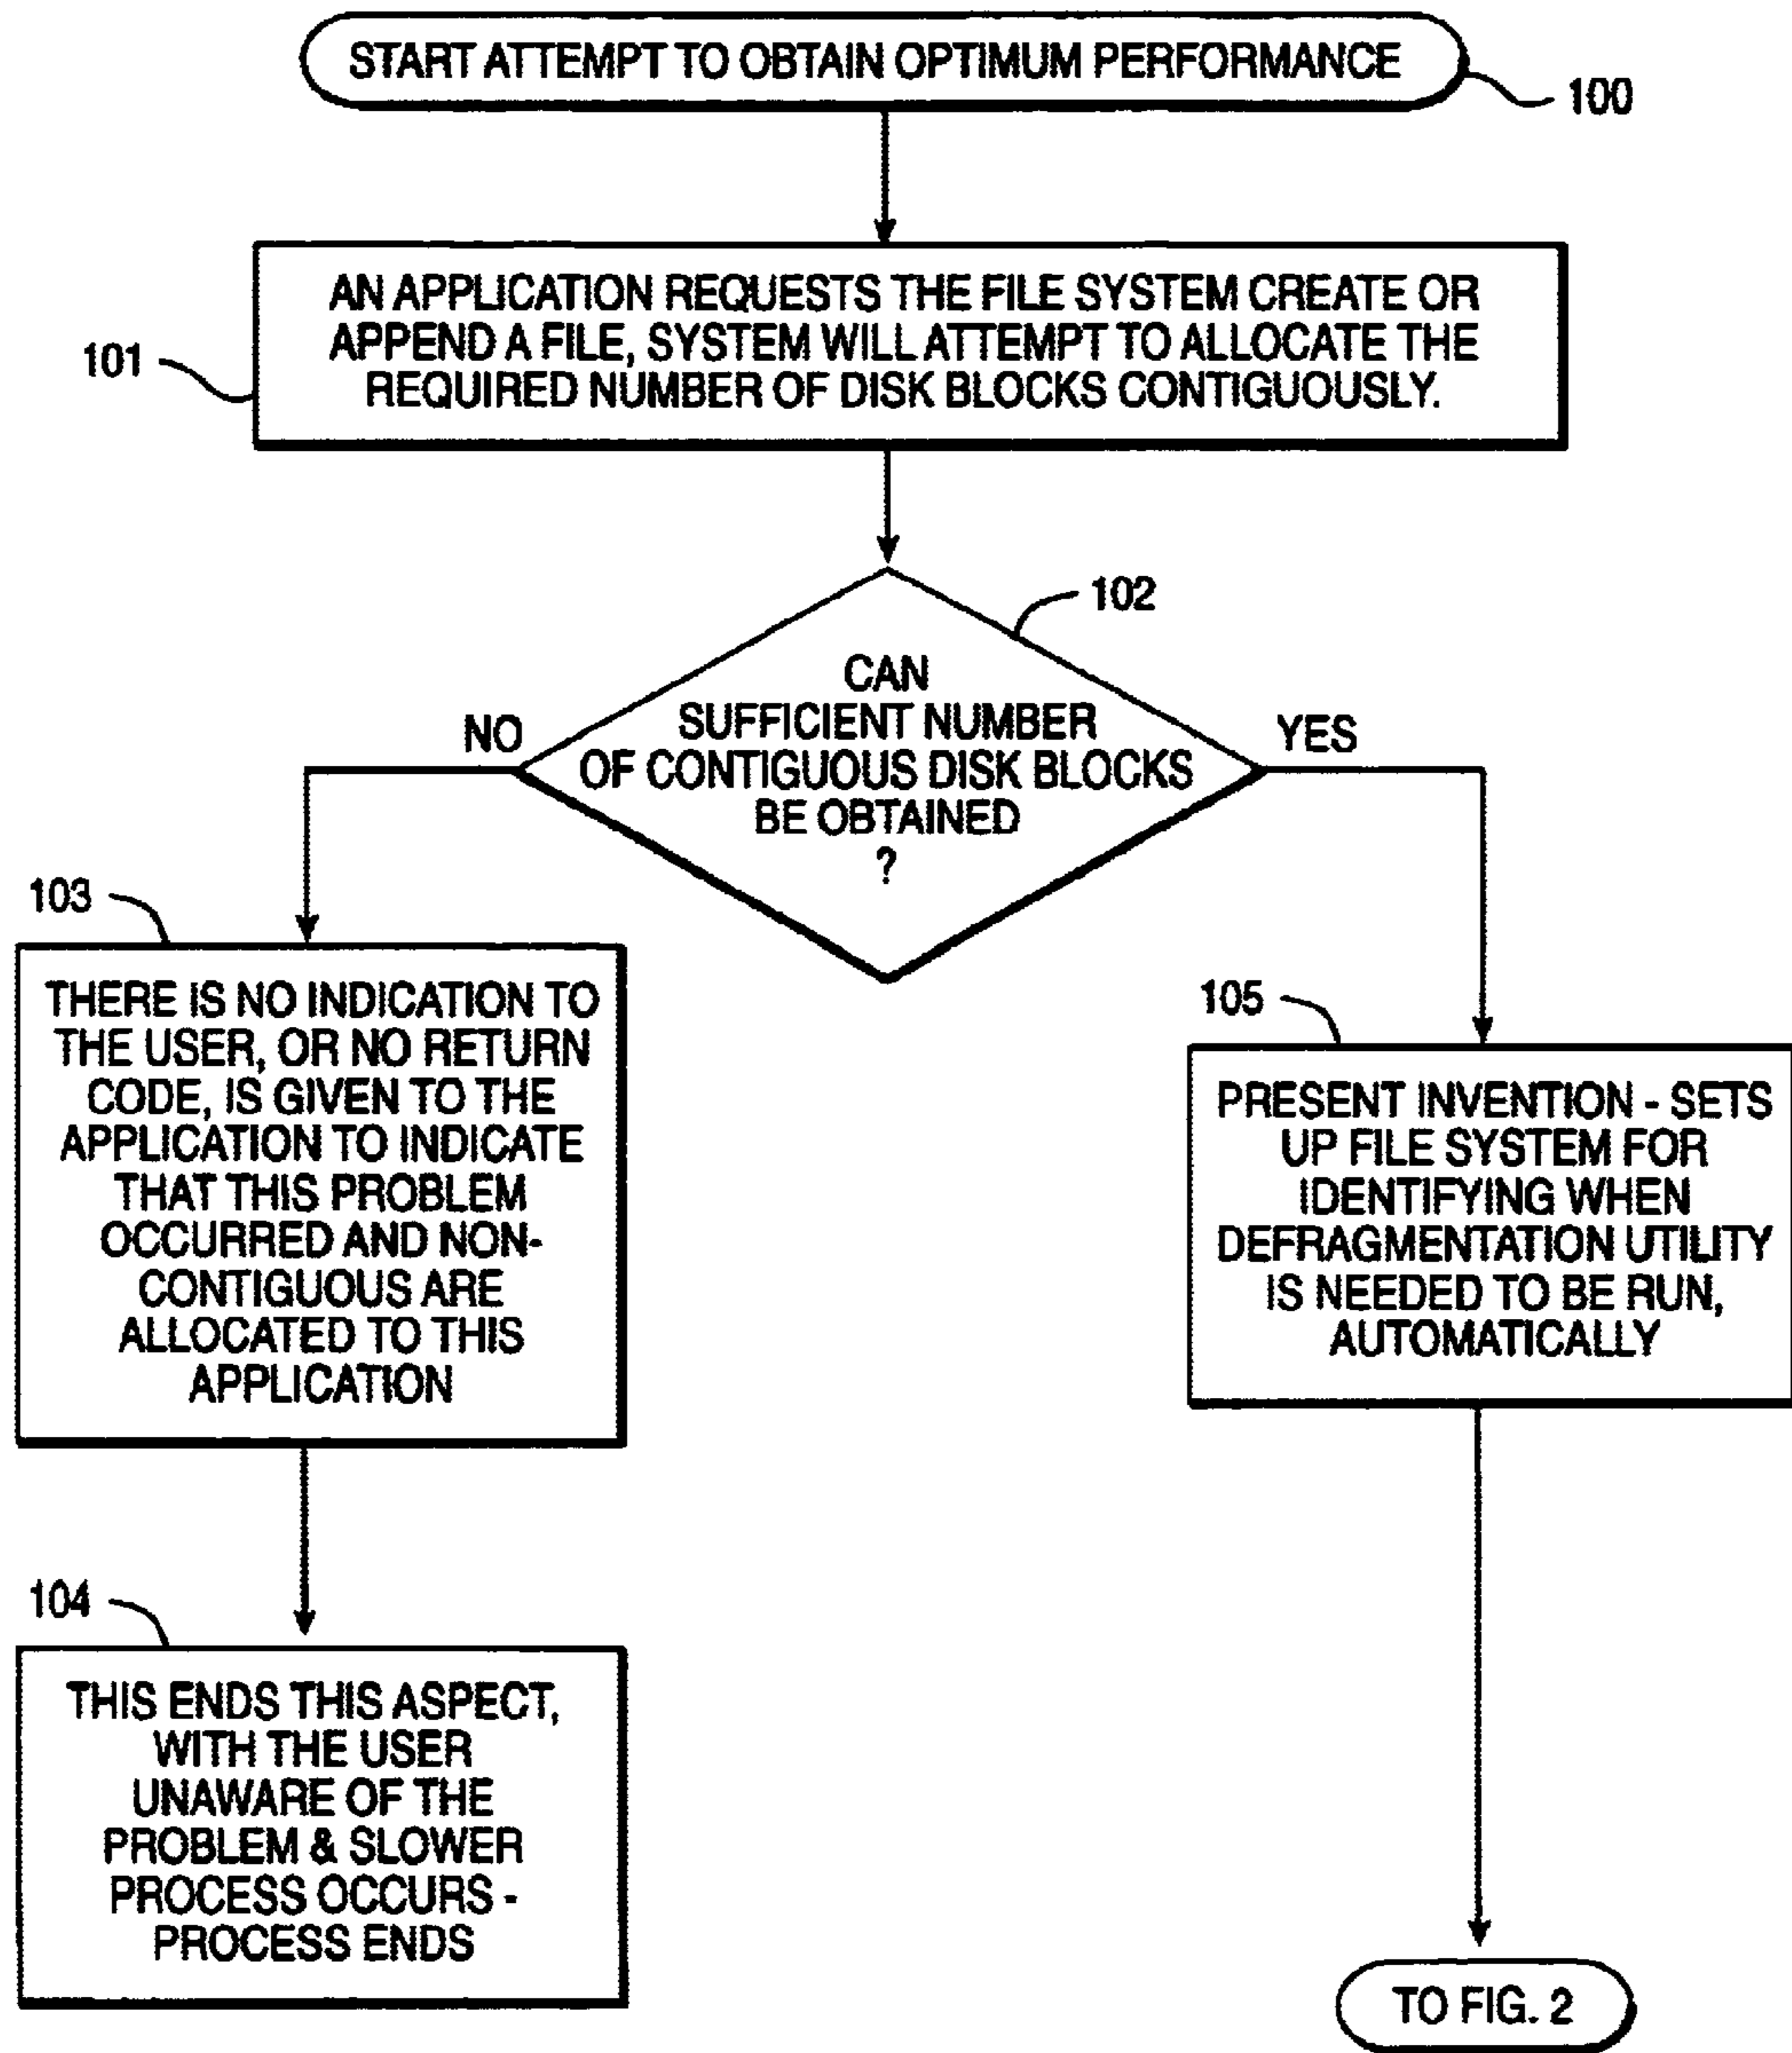 START ATTEMPT TO OBTAIN OPTIMUM PERFORMANCE
100
AN APPLICATION REQUESTS THE FILE SYSTEM CREATE OR
APPEND A FILE, SYSTEM WILL ATTEMPT TO ALLOCATE THE
REQUIRED NUMBER OF DISK BLOCKS CONTIGUOUSLY.
101
102
CAN
SUFFICIENT NUMBER
OF CONTIGUOUS DISK BLOCKS
BE OBTAINED
?
NO
YES
103
THERE IS NO INDICATION TO
THE USER, OR NO RETURN
CODE, IS GIVEN TO THE
APPLICATION TO INDICATE
THAT THIS PROBLEM
OCCURRED AND NON-
CONTIGUOUS ARE
ALLOCATED TO THIS
APPLICATION
105
PRESENT INVENTION - SETS
UP FILE SYSTEM FOR
IDENTIFYING WHEN
DEFRAGMENTATION UTILITY
IS NEEDED TO BE RUN,
AUTOMATICALLY
104
THIS ENDS THIS ASPECT,
WITH THE USER
UNAWARE OF THE
PROBLEM & SLOWER
PROCESS OCCURS -
PROCESS ENDS
TO FIG. 2